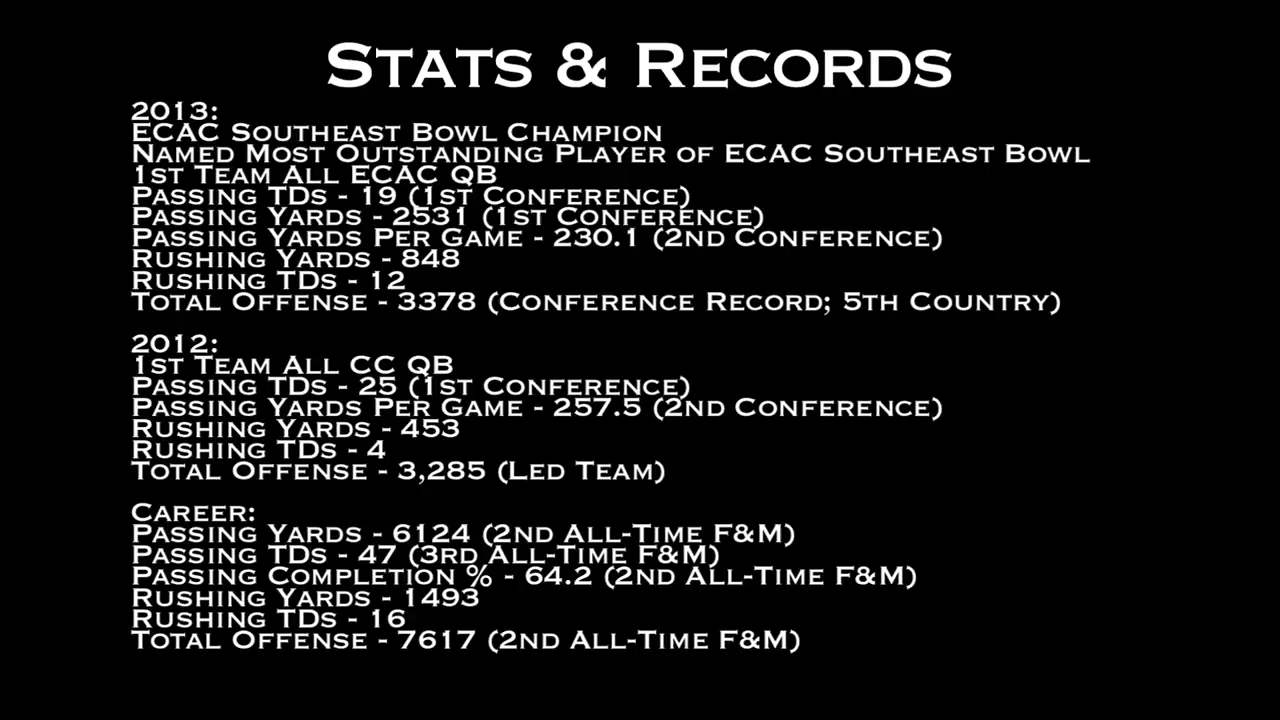 Stats & Records
2013:
ECAC Southeast Bowl Champion
Named Most Outstanding Player of ECAC Southeast Bowl
1st Team All ECAC QB
Passing TDs - 19 (1st Conference)
Passing Yards - 2531 (1st Conference)
Passing Yards Per Game - 230.1 (2nd Conference)
Rushing Yards - 848
Rushing TDs - 12
Total Offense - 3378 (Conference Record; 5th Country)
2012:
1st Team All CC QB
Passing TDs - 25 (1st Conference)
Passing Yards Per Game - 257.5 (2nd Conference)
Rushing Yards - 453
Rushing TDs - 4
Total Offense - 3,285 (Led Team)
Career:
Passing Yards - 6124 (2nd All-Time F&M)
Passing TDs - 47 (3rd All-Time F&M)
Passing Completion % - 64.2 (2nd All-Time F&M)
Rushing Yards - 1493
Rushing TDs - 16
Total Offense - 7617 (2nd All-Time F&M)